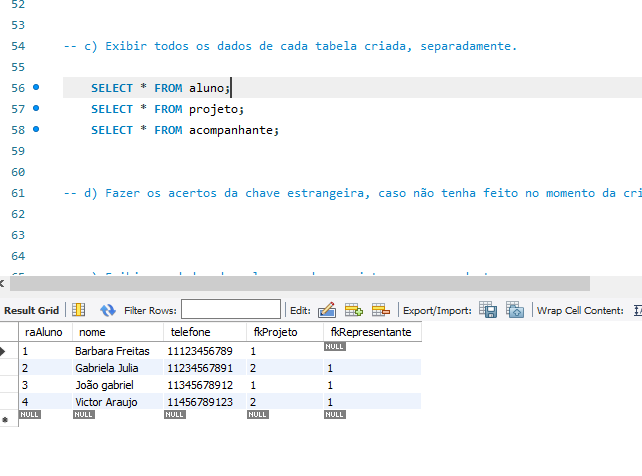 52
53
54 -- c) Exibir todos os dados de cada tabela criada, separadamente.
55
56 SELECT * FROM aluno;
57 SELECT * FROM projeto;
58 SELECT * FROM acompanhante;
59
60
61 -- d) Fazer os acertos da chave estrangeira, caso não tenha feito no momento da cri
62
63
64
Result Grid Filter Rows: Edit: Export/Import: Wrap Cell Content:
raAluno nome telefone fkProjeto fkRepresentante
1 Barbara Freitas 11123456789 1 NULL
2 Gabriela Julia 11234567891 2 1
3 João gabriel 11345678912 1 1
4 Victor Araujo 11456789123 2 1
NULL NULL NULL NULL NULL